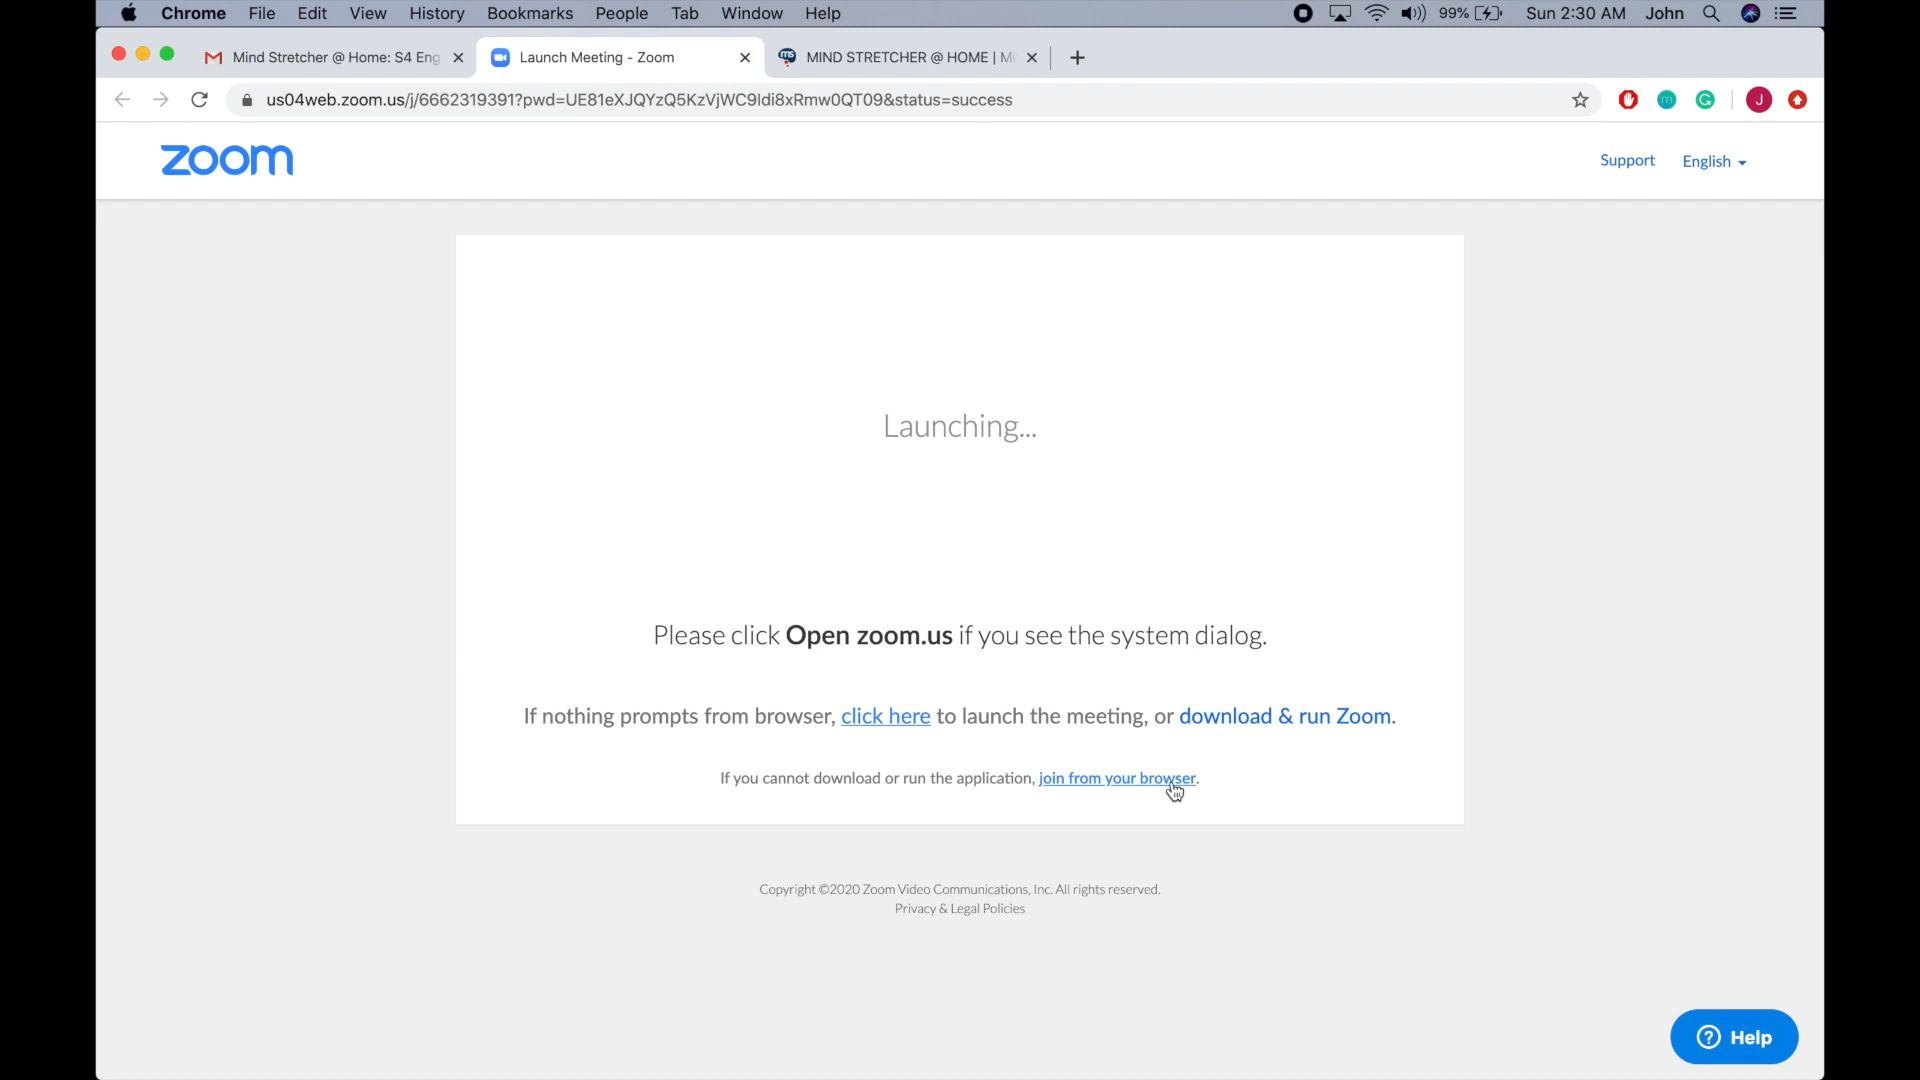 Chrome File Edit View History Bookmarks People Tab Window Help 99% Sun 2:30 AM John
Mind Stretcher @ Home: S4 Eng Launch Meeting - Zoom MIND STRETCHER @ HOME | Mi
us04web.zoom.us/j/6662319391?pwd=UE81eXJQYzQ5KzVjWC9ldi8xRmw0QT09&status=success
zoom Support English
Launching...
Please click Open zoom.us if you see the system dialog.
If nothing prompts from browser, click here to launch the meeting, or download & run Zoom.
If you cannot download or run the application, join from your browser.
Copyright ©2020 Zoom Video Communications, Inc. All rights reserved.
Privacy & Legal Policies
Help